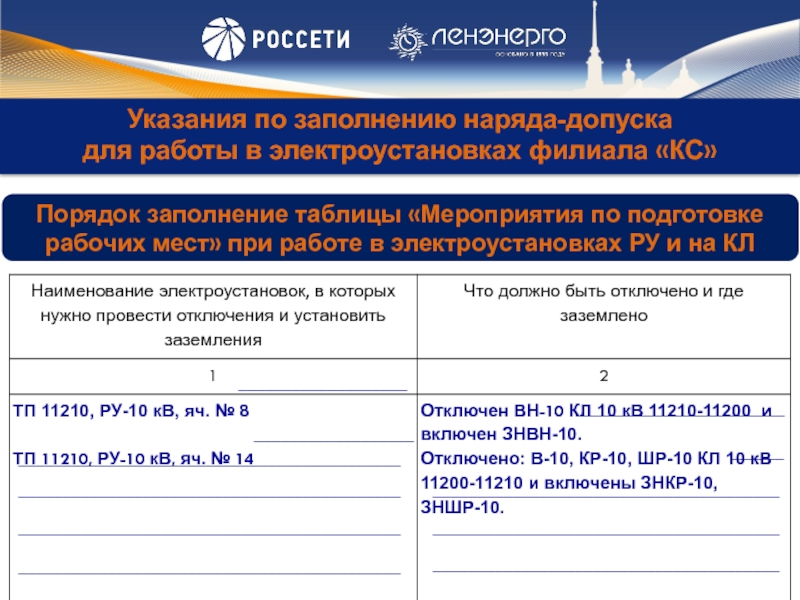 РОССЕТИ
ЛЕНЭНЕРГО
ОСНОВАНО В 1886 ГОДУ
Указания по заполнению наряда-допуска
для работы в электроустановках филиала «КС»
Порядок заполнение таблицы «Мероприятия по подготовке
рабочих мест» при работе в электроустановках РУ и на КЛ
Наименование электроустановок, в которых
нужно провести отключения и установить
заземления
Что должно быть отключено и где
заземлено
1
2
ТП 11210, РУ-10 кВ, яч. № 8
ТП 11210, РУ-10 кВ, яч. № 14
Отключен ВН-10 КЛ 10 кВ 11210-11200 и
включен ЗНВН-10.
Отключено: В-10, КР-10, ШР-10 КЛ 10 кВ
11200-11210 и включены ЗНКР-10,
ЗНШР-10.